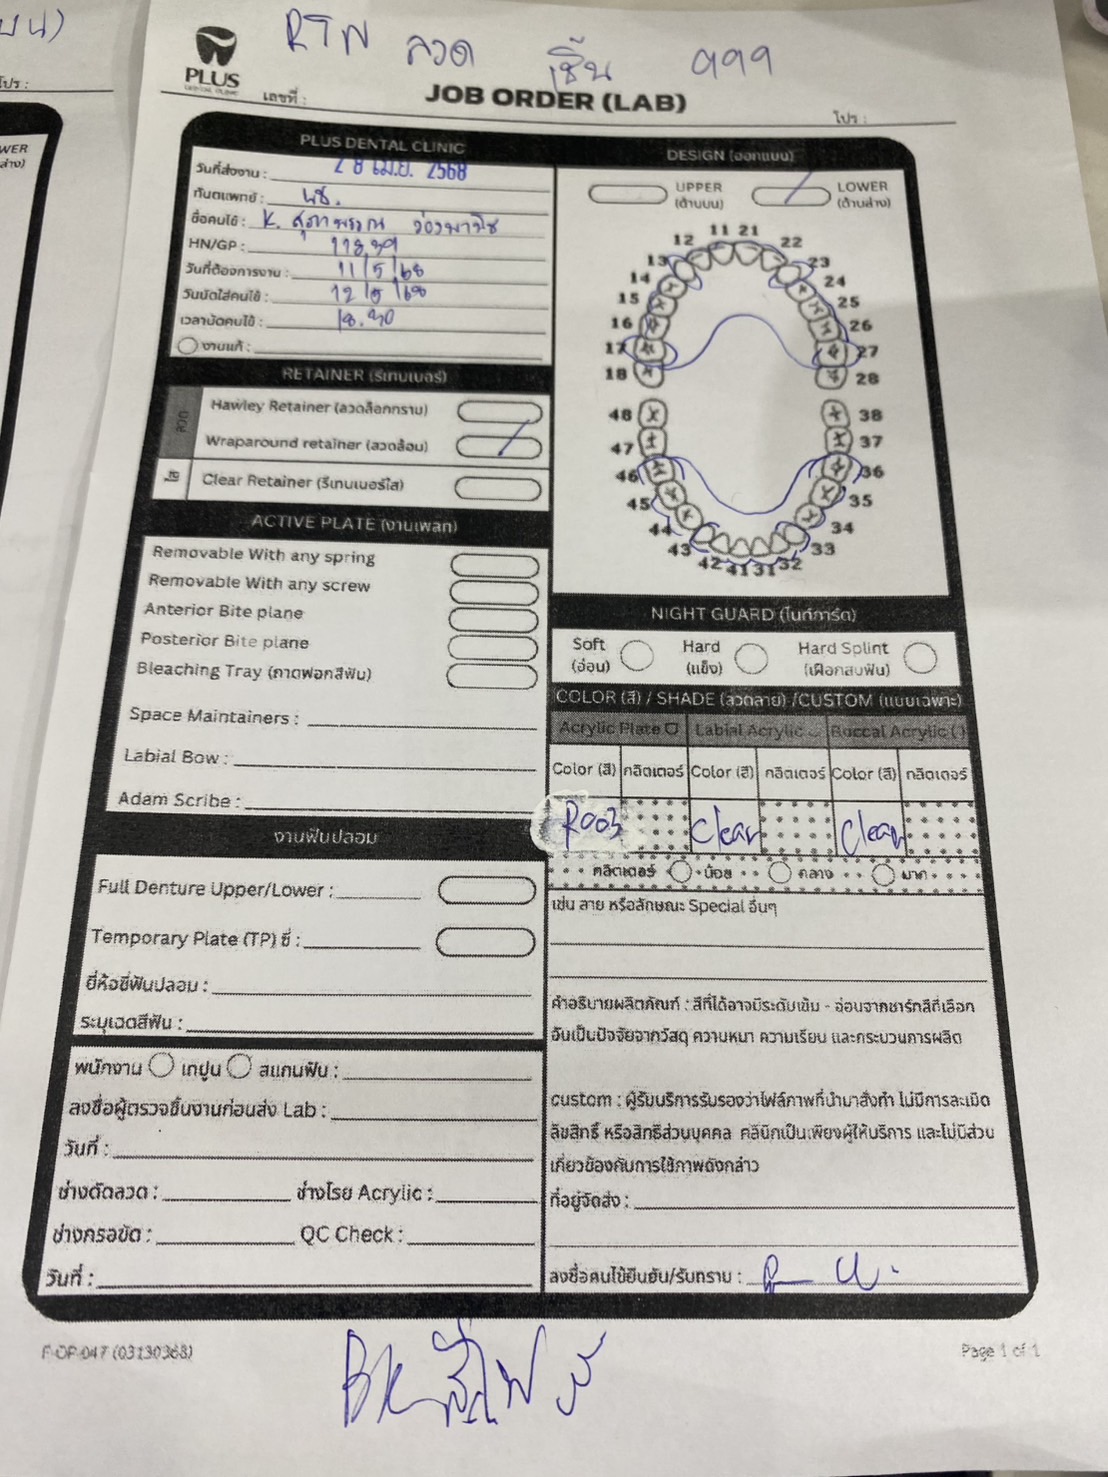 บน)
โปร :
WER
ล่าง)
RTN ลวด ชิ้น 999
PLUS
DENTAL CLINIC
เลขที่ :
JOB ORDER (LAB)
โปร :
PLUS DENTAL CLINIC
วันที่ส่งงาน : 28 เม.ย. 2568
ทันตแพทย์ :
ชื่อคนไข้ : K.
HN/GP :
วันที่ต้องการงาน : 11/5/68
วันนัดใส่คนไข้ : 12/5/68
เวลานัดคนไข้ : 18.30
งานแก้ :
RETAINER (รีเทนเนอร์)
ลวด
Hawley Retainer (ลวดล็อกกราม)
Wraparound retainer (ลวดล้อม)
ใส
Clear Retainer (รีเทนเนอร์ใส)
ACTIVE PLATE (งานเพลท)
Removable With any spring
Removable With any screw
Anterior Bite plane
Posterior Bite plane
Bleaching Tray (ถาดฟอกสีฟัน)
Space Maintainers :
Labial Bow :
Adam Scribe :
งานฟันปลอม
Full Denture Upper/Lower :
Temporary Plate (TP) ซี่ :
ยี่ห้อซี่ฟันปลอม :
ระบุเฉดสีฟัน :
พนักงาน เทปูน สแกนฟัน :
ลงชื่อผู้ตรวจชิ้นงานก่อนส่ง Lab :
วันที่ :
ช่างดัดลวด : ช่างโรย Acrylic :
ช่างกรอขัด : QC Check :
วันที่ :
DESIGN (ออกแบบ)
UPPER (ด้านบน)
LOWER (ด้านล่าง)
11 21
12 22
13 23
14 24
15 25
16 26
17 27
18 28
48 38
47 37
46 36
45 35
44 34
43 33
42 41 31 32
NIGHT GUARD (ไนท์การ์ด)
Soft (อ่อน)
Hard (แข็ง)
Hard Splint (เฝือกสบฟัน)
COLOR (สี) / SHADE (ลวดลาย) /CUSTOM (แบบเฉพาะ)
Acrylic Plate Labial Acrylic Buccal Acrylic
Color (สี) กลิตเตอร์ Color (สี) กลิตเตอร์ Color (สี) กลิตเตอร์
R003 Clear Clear
กลิตเตอร์ น้อย กลาง มาก
เช่น ลาย หรือลักษณะ Special อื่นๆ
คำอธิบายผลิตภัณฑ์ : สีที่ได้อาจมีระดับเข้ม - อ่อนจากชาร์ทสีที่เลือก
อันเป็นปัจจัยจากวัสดุ ความหนา ความเรียบ และกระบวนการผลิต
custom : ผู้รับบริการรับรองว่าไฟล์ภาพที่นำมาสั่งทำ ไม่มีการละเมิด
ลิขสิทธิ์ หรือสิทธิส่วนบุคคล คลินิกเป็นเพียงผู้ให้บริการ และไม่มีส่วน
เกี่ยวข้องกับการใช้ภาพดังกล่าว
ที่อยู่จัดส่ง :
ลงชื่อคนไข้ยืนยัน/รับทราบ :
F-OP-047 (03130368)
Page 1 of 1